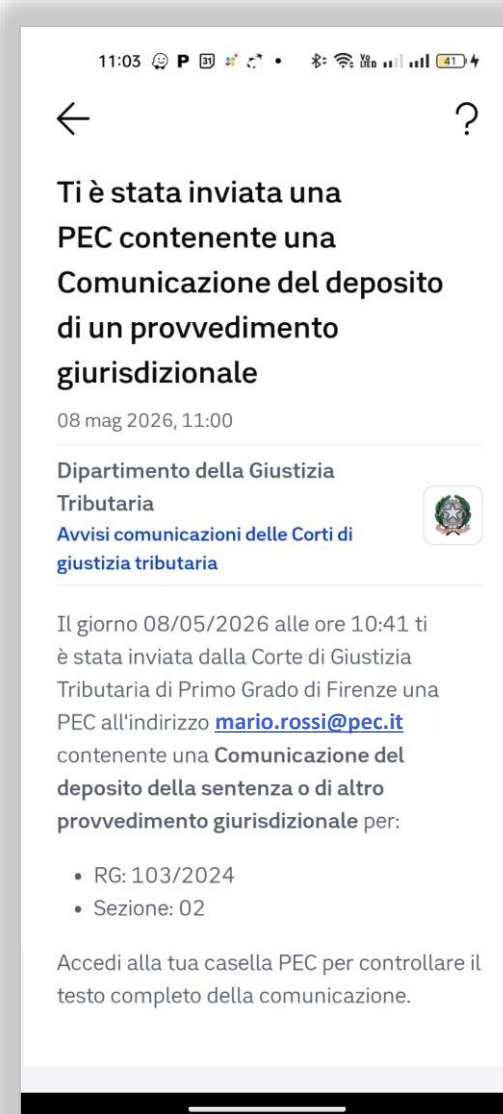 11:03 P 31 Vo LTE 41
?
Ti è stata inviata una
PEC contenente una
Comunicazione del deposito
di un provvedimento
giurisdizionale
08 mag 2026, 11:00
Dipartimento della Giustizia
Tributaria
Avvisi comunicazioni delle Corti di
giustizia tributaria
Il giorno 08/05/2026 alle ore 10:41 ti
è stata inviata dalla Corte di Giustizia
Tributaria di Primo Grado di Firenze una
PEC all'indirizzo mario.rossi@pec.it
contenente una Comunicazione del
deposito della sentenza o di altro
provvedimento giurisdizionale per:
• RG: 103/2024
• Sezione: 02
Accedi alla tua casella PEC per controllare il
testo completo della comunicazione.